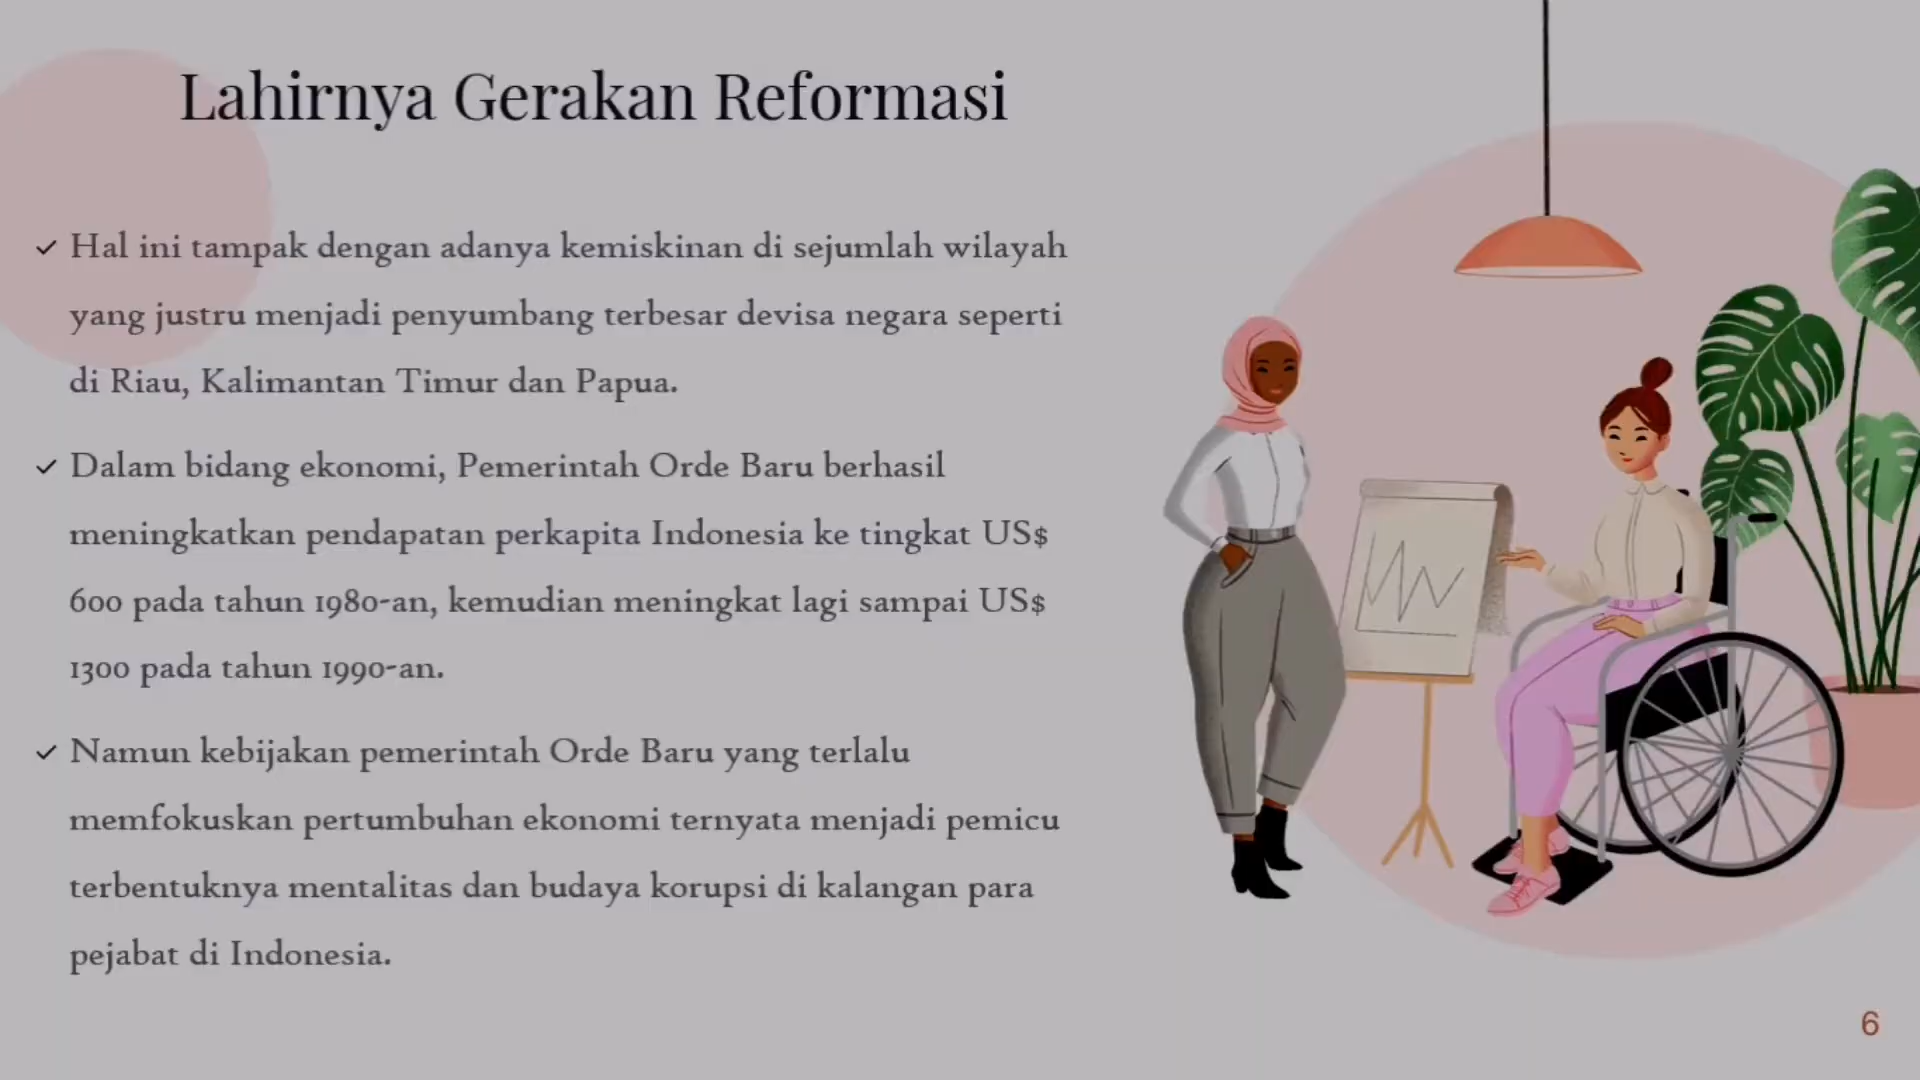 Lahirnya Gerakan Reformasi
✓ Hal ini tampak dengan adanya kemiskinan di sejumlah wilayah
yang justru menjadi penyumbang terbesar devisa negara seperti
di Riau, Kalimantan Timur dan Papua.
✓ Dalam bidang ekonomi, Pemerintah Orde Baru berhasil
meningkatkan pendapatan perkapita Indonesia ke tingkat US$
600 pada tahun 1980-an, kemudian meningkat lagi sampai US$
1300 pada tahun 1990-an.
✓ Namun kebijakan pemerintah Orde Baru yang terlalu
memfokuskan pertumbuhan ekonomi ternyata menjadi pemicu
terbentuknya mentalitas dan budaya korupsi di kalangan para
pejabat di Indonesia.
6